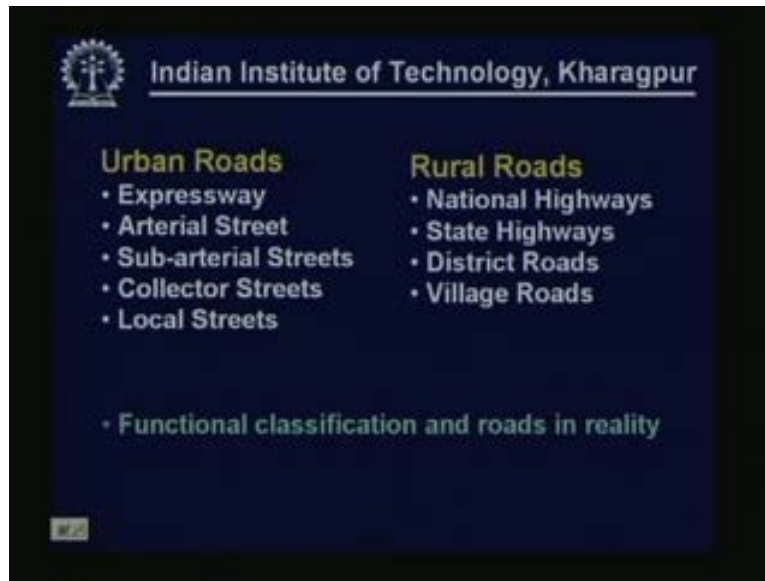 Indian Institute of Technology, Kharagpur
Urban Roads
• Expressway
• Arterial Street
• Sub-arterial Streets
• Collector Streets
• Local Streets
Rural Roads
• National Highways
• State Highways
• District Roads
• Village Roads
• Functional classification and roads in reality